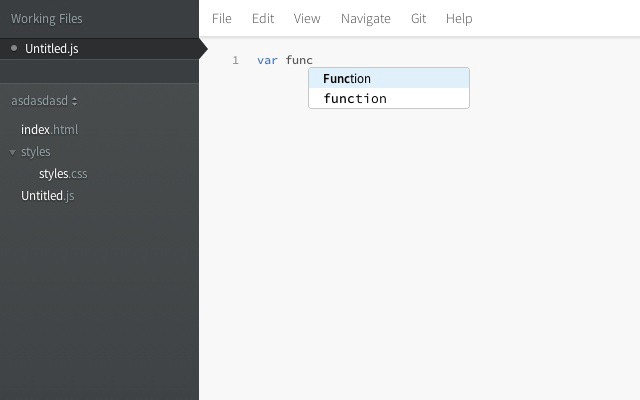 Working Files
Untitled.js
asdasdasd
index.html
styles
styles.css
Untitled.js
File Edit View Navigate Git Help
1 var func
Function
function